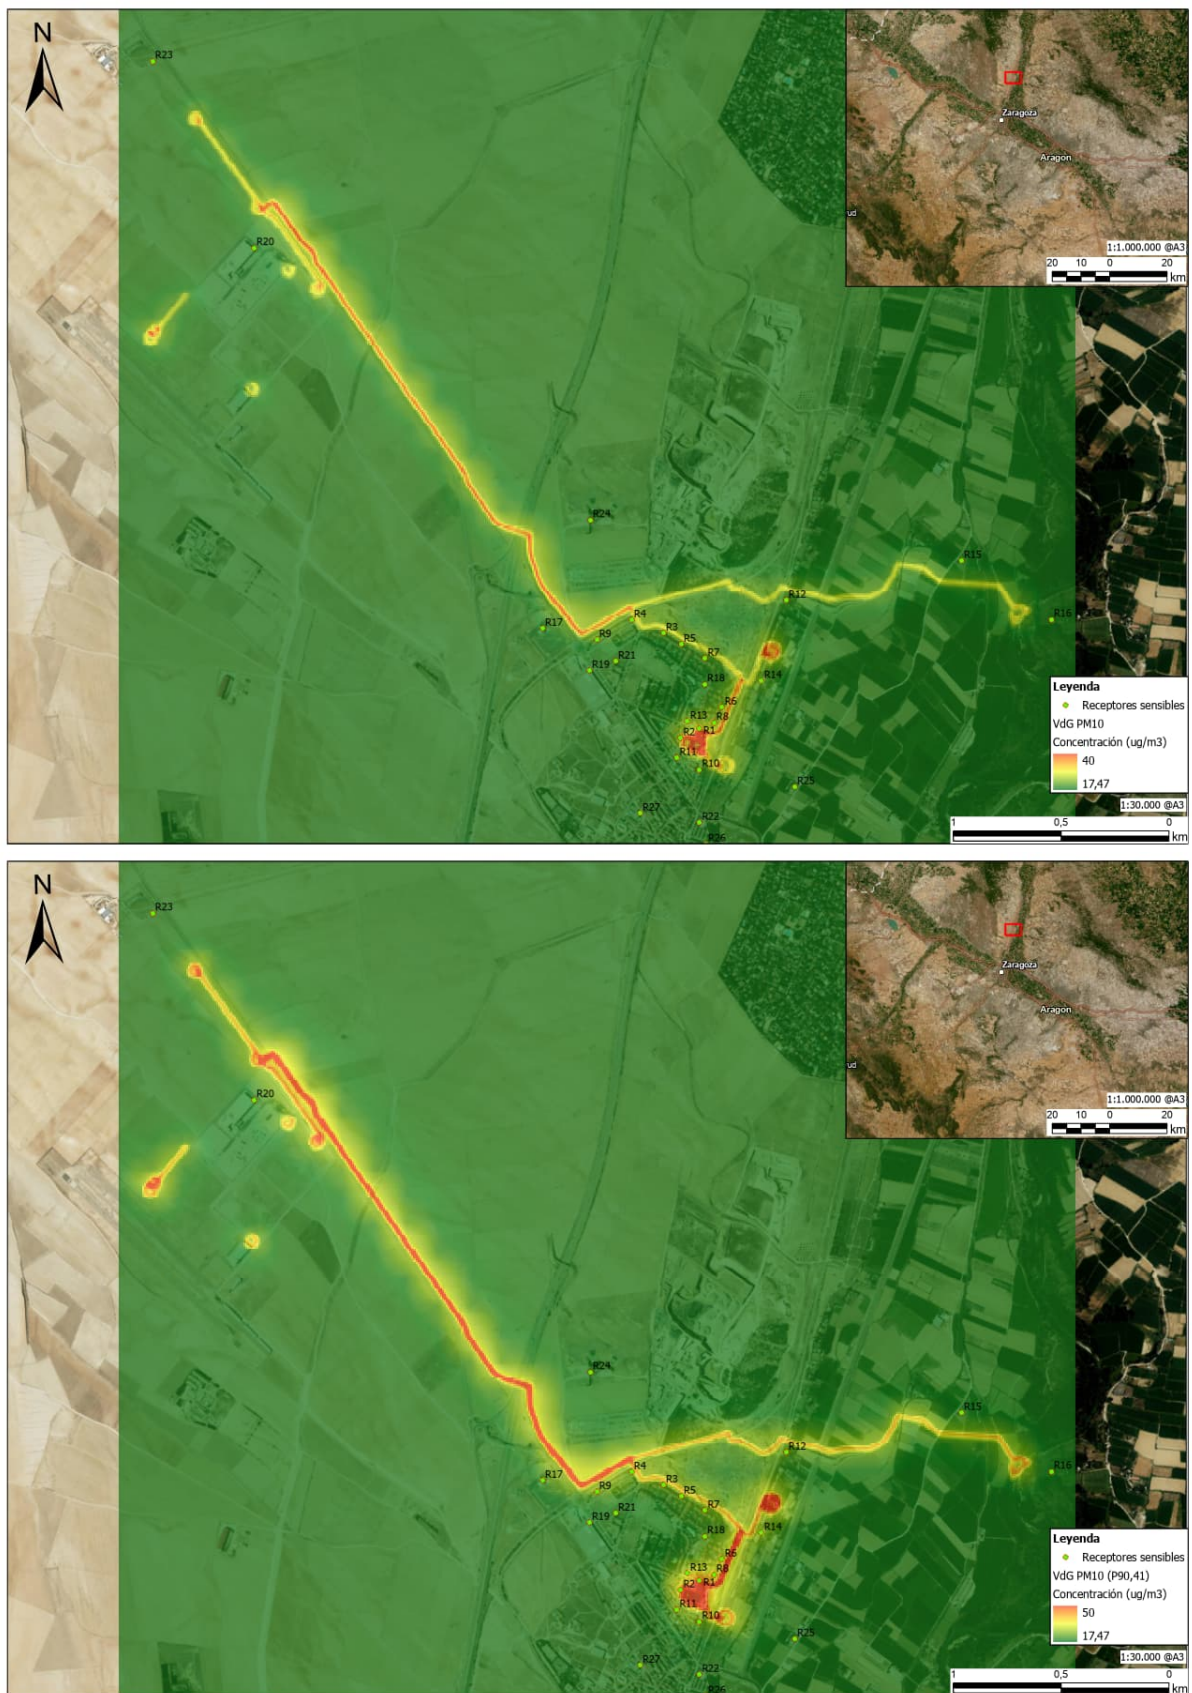 N
R23
Zaragoza
Aragón
ud
1:1.000.000 @A3
20 10 0 20
km
R20
R24
R15
R12
R16
R4
R17
R3
R9
R5
R21
R7
R19
R18
R14
R6
R13
R8
R1
R2
R11
R10
R25
R27
R22
R26
Leyenda
Receptores sensibles
VdG PM10
Concentración (ug/m3)
40
17,47
1:30.000 @A3
1 0,5 0
km
N
R23
Zaragoza
Aragón
ud
1:1.000.000 @A3
20 10 0 20
km
R20
R24
R15
R12
R16
R4
R17
R3
R9
R5
R21
R7
R19
R18
R14
R6
R13
R8
R1
R2
R11
R10
R25
R27
R22
R26
Leyenda
Receptores sensibles
VdG PM10 (P90,41)
Concentración (ug/m3)
50
17,47
1:30.000 @A3
1 0,5 0
km